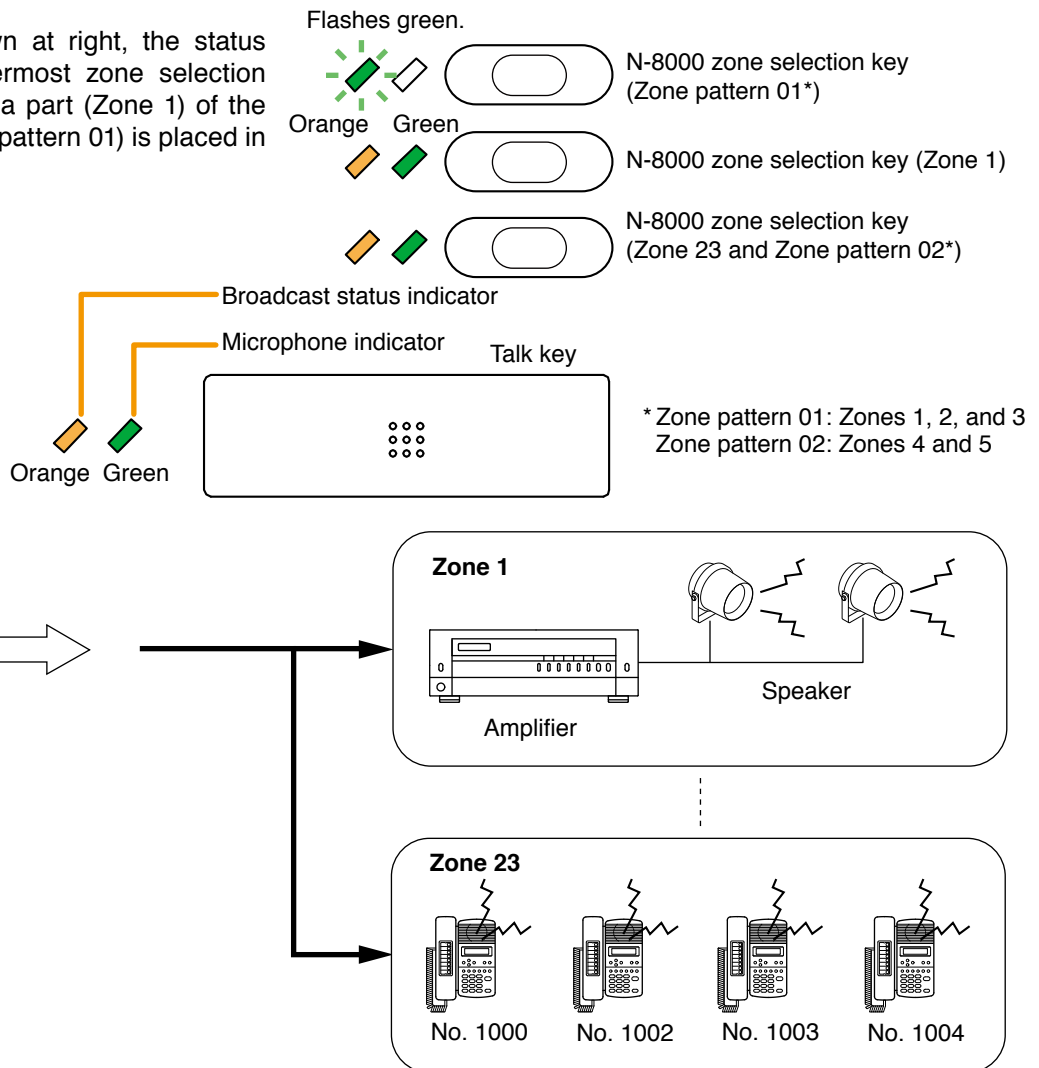 Flashes green.
wn at right, the status
ermost zone selection
a part (Zone 1) of the
pattern 01) is placed in
N-8000 zone selection key
(Zone pattern 01*)
Orange Green
N-8000 zone selection key (Zone 1)
N-8000 zone selection key
(Zone 23 and Zone pattern 02*)
Broadcast status indicator
Microphone indicator
Talk key
Orange Green
* Zone pattern 01: Zones 1, 2, and 3
Zone pattern 02: Zones 4 and 5
Zone 1
Speaker
Amplifier
Zone 23
No. 1000 No. 1002 No. 1003 No. 1004